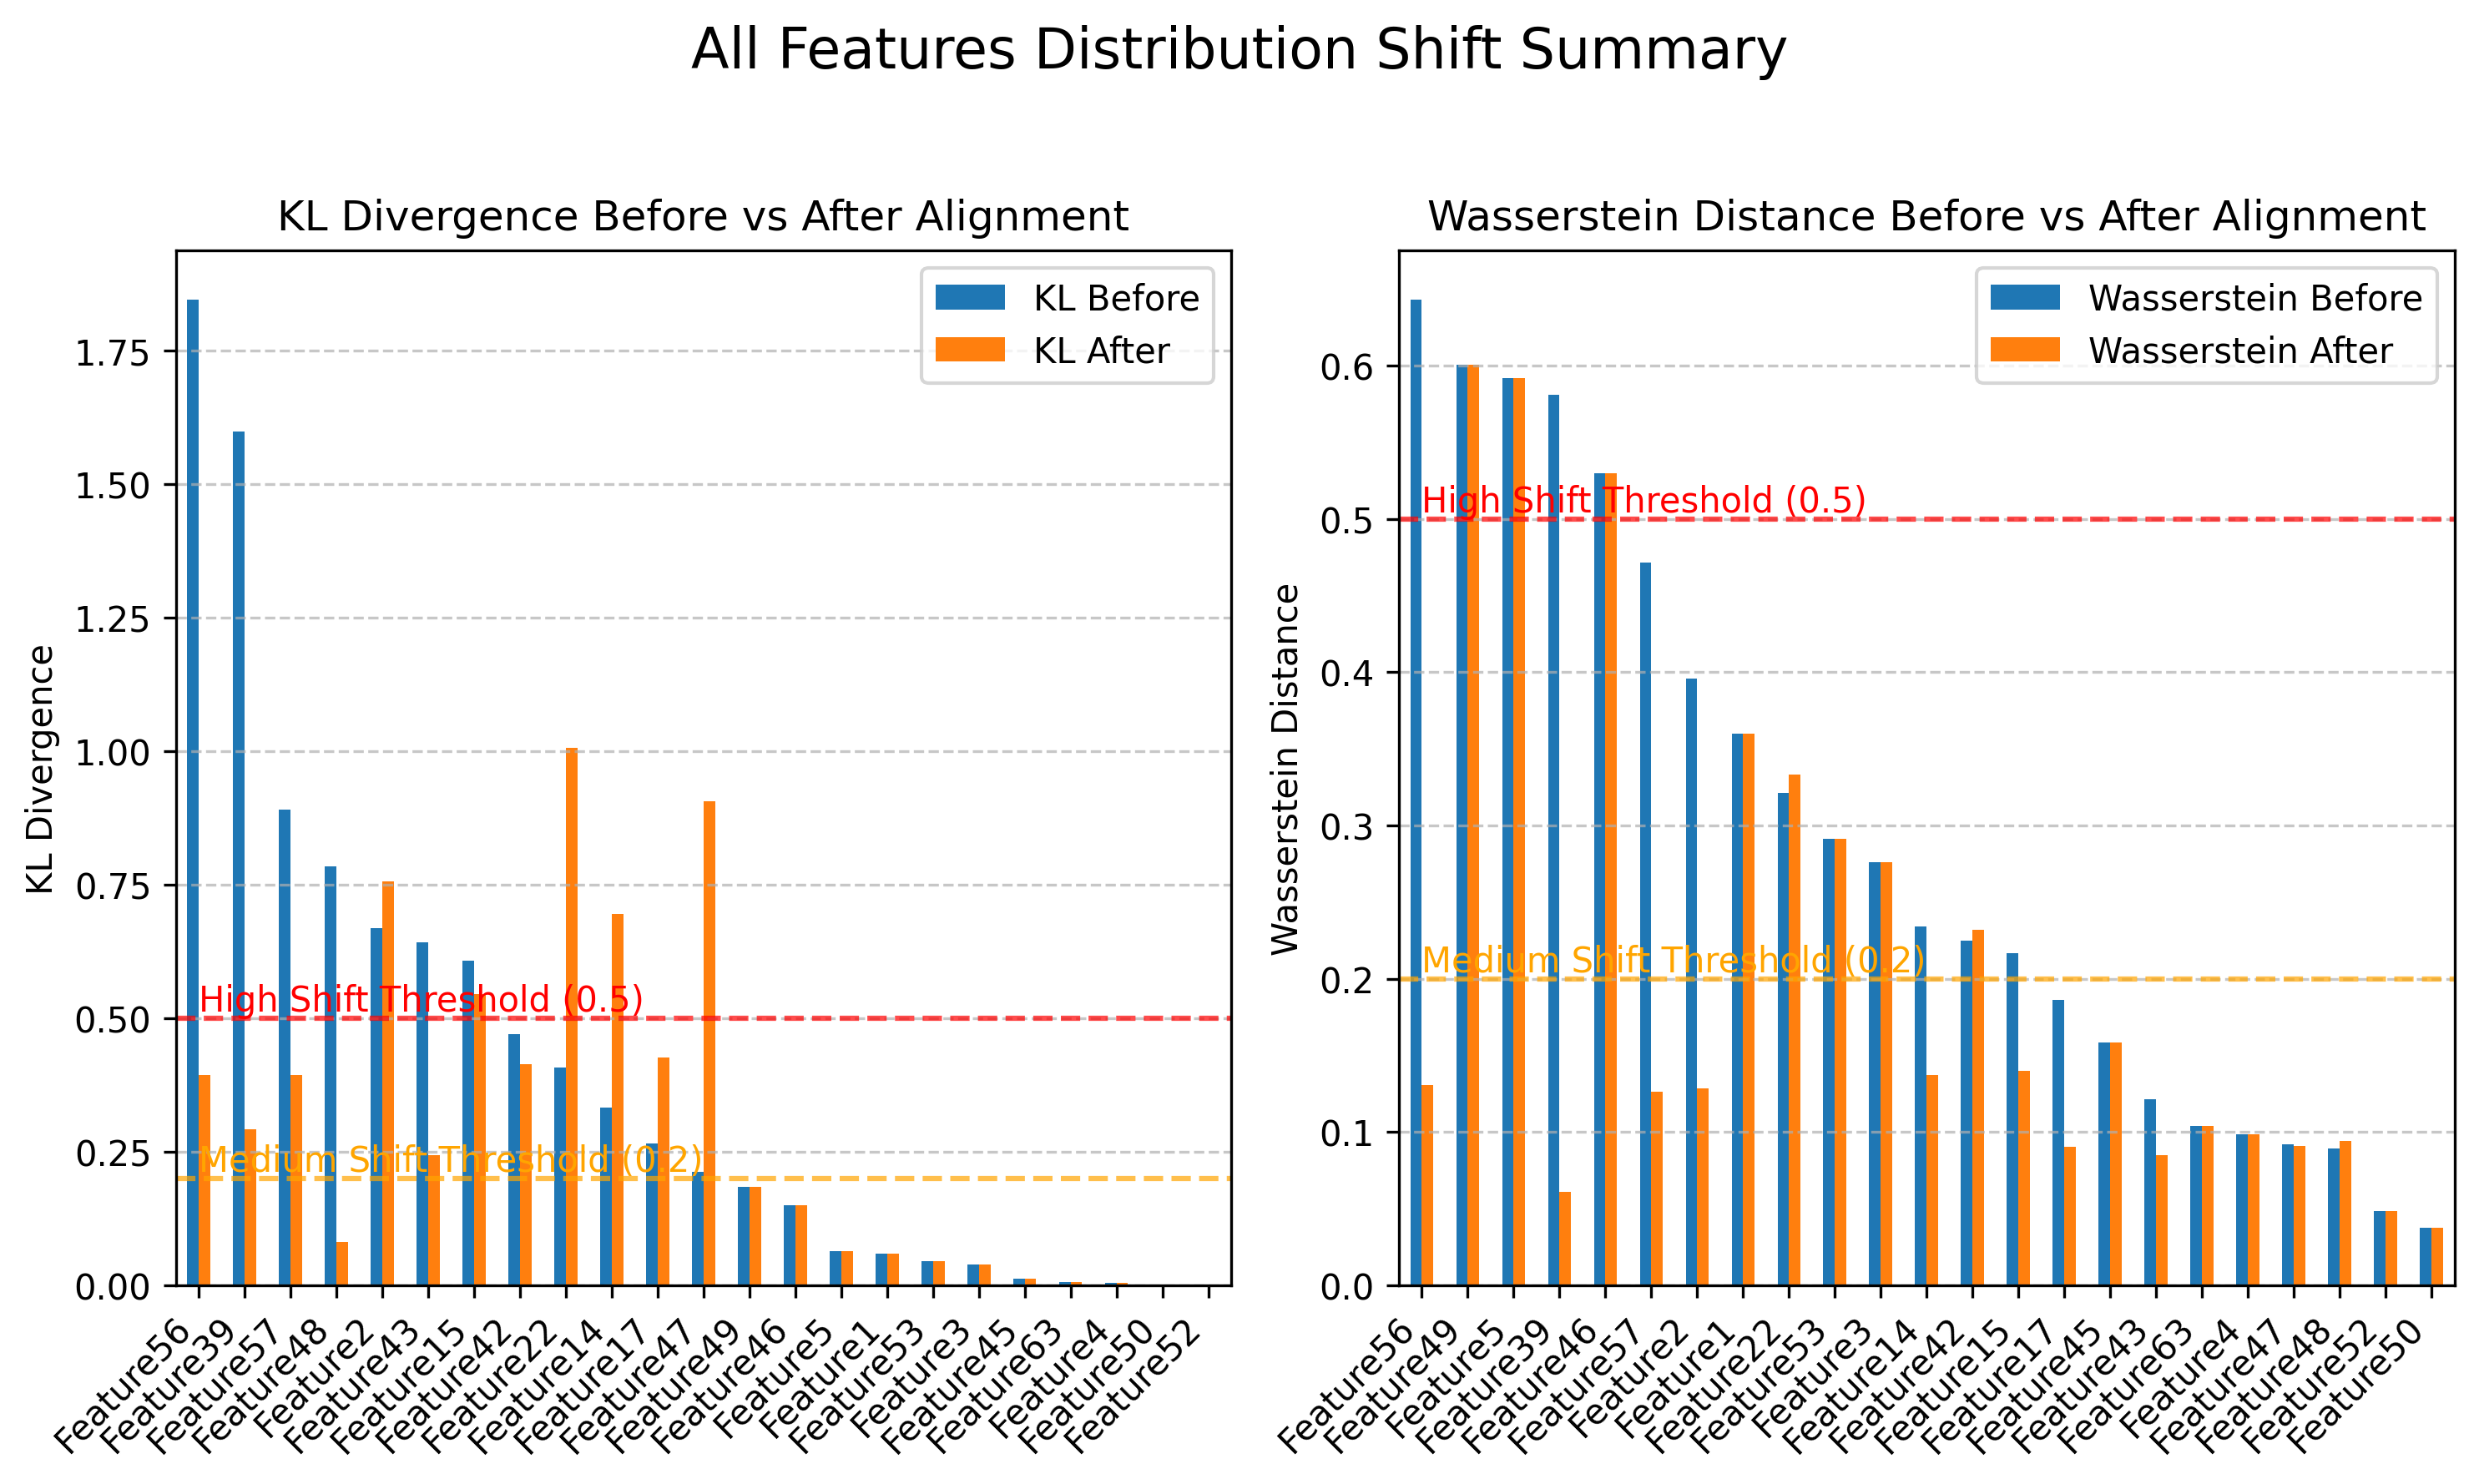 All Features Distribution Shift Summary
KL Divergence Before vs After Alignment
KL Divergence
1.75
1.50
1.25
1.00
0.75
0.50
0.25
0.00
KL Before
KL After
High Shift Threshold (0.5)
Medium Shift Threshold (0.2)
Feature56
Feature39
Feature57
Feature48
Feature2
Feature43
Feature15
Feature42
Feature22
Feature14
Feature17
Feature47
Feature49
Feature46
Feature5
Feature1
Feature53
Feature3
Feature45
Feature63
Feature4
Feature50
Feature52
Wasserstein Distance Before vs After Alignment
Wasserstein Distance
0.6
0.5
0.4
0.3
0.2
0.1
0.0
Wasserstein Before
Wasserstein After
High Shift Threshold (0.5)
Medium Shift Threshold (0.2)
Feature56
Feature49
Feature5
Feature39
Feature46
Feature57
Feature2
Feature1
Feature22
Feature53
Feature3
Feature14
Feature42
Feature15
Feature17
Feature45
Feature43
Feature63
Feature4
Feature47
Feature48
Feature52
Feature50